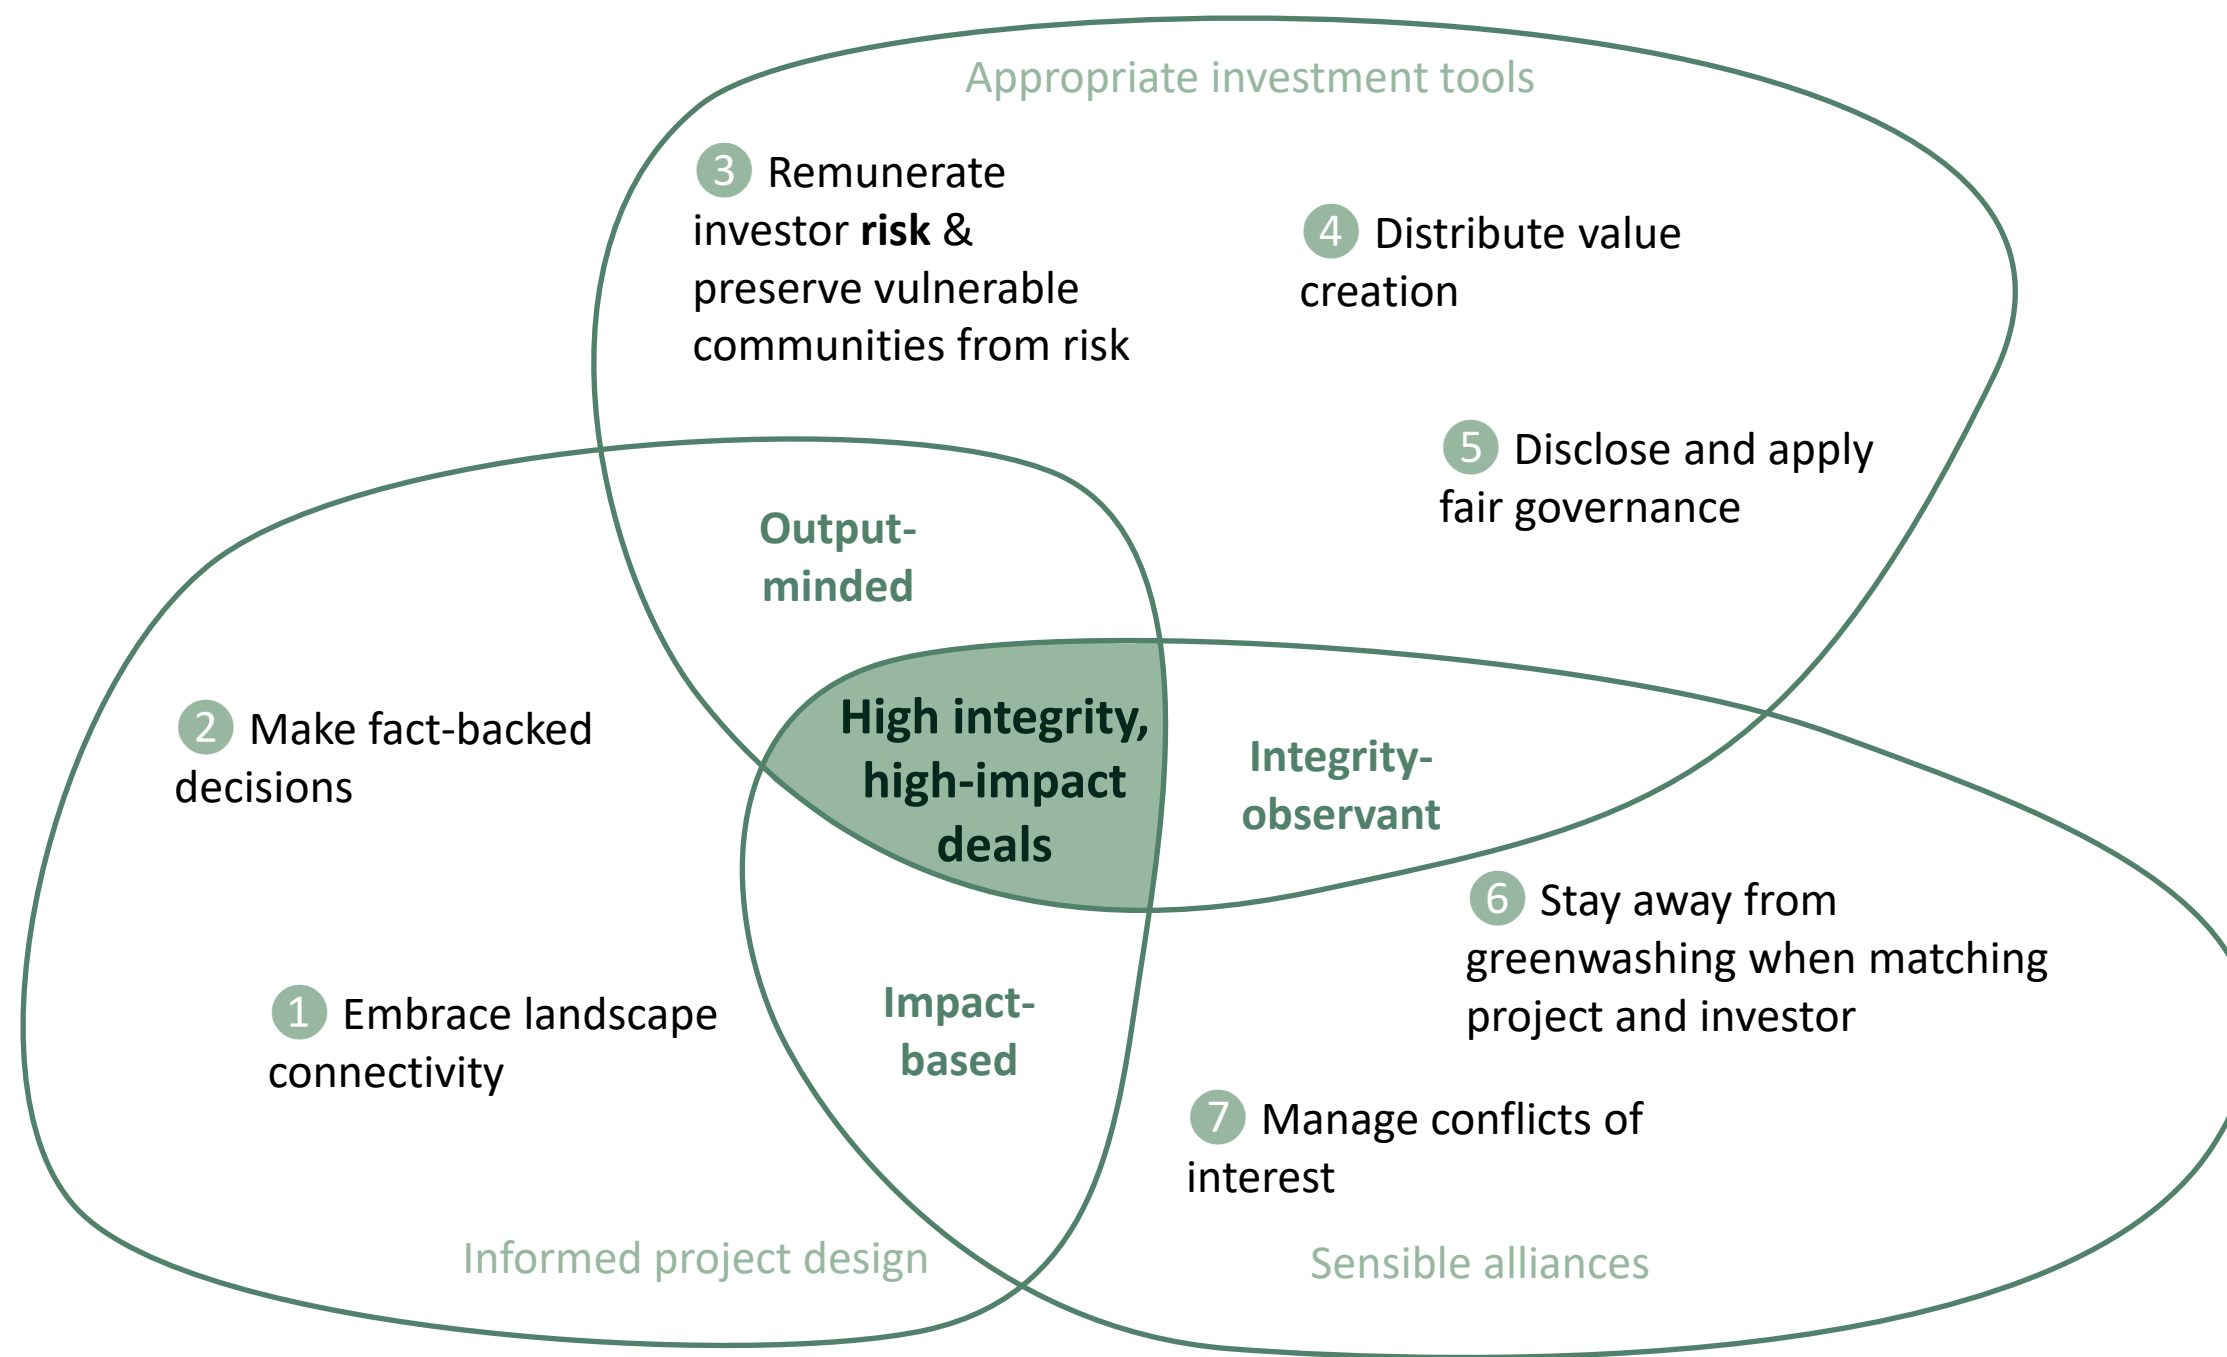 Appropriate investment tools
3 Remunerate
investor risk &
preserve vulnerable
communities from risk
4 Distribute value
creation
5 Disclose and apply
fair governance
Output-
minded
2 Make fact-backed
decisions
High integrity,
high-impact
deals
Integrity-
observant
1 Embrace landscape
connectivity
Impact-
based
6 Stay away from
greenwashing when matching
project and investor
7 Manage conflicts of
interest
Informed project design
Sensible alliances